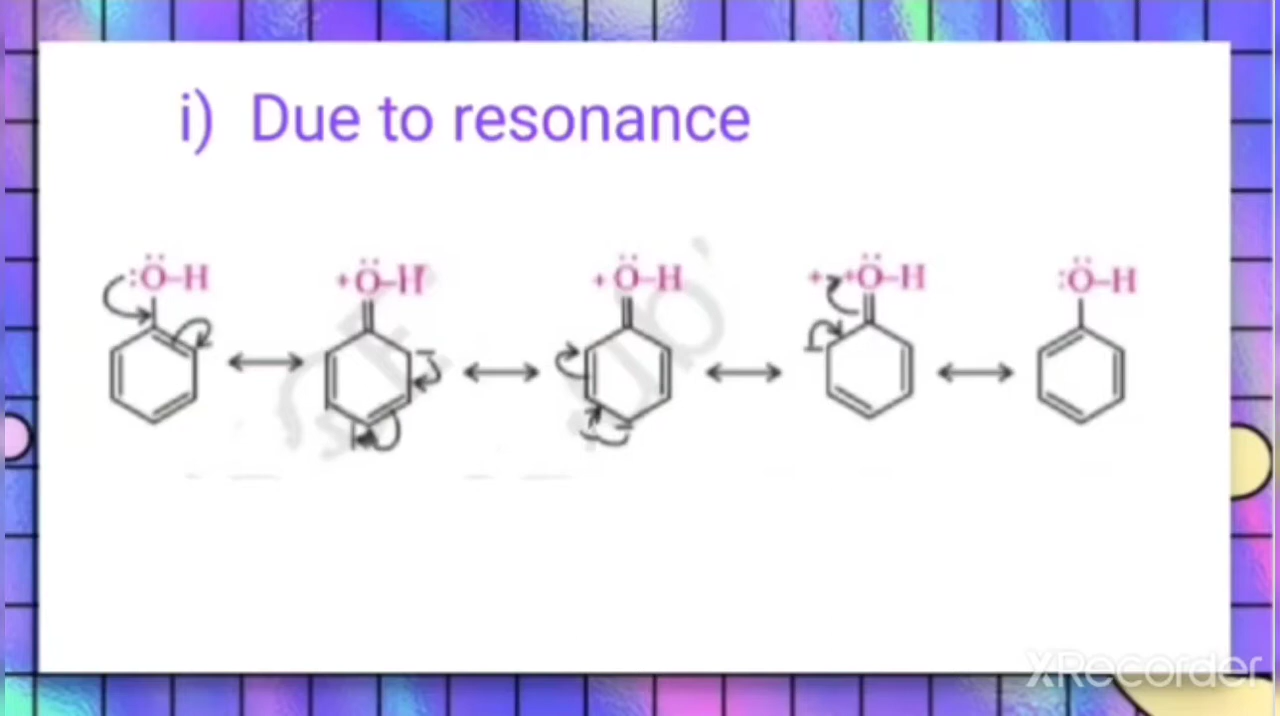 i) Due to resonance
:Ö-H +Ö-H +Ö-H + +Ö-H :Ö-H
XRecorder